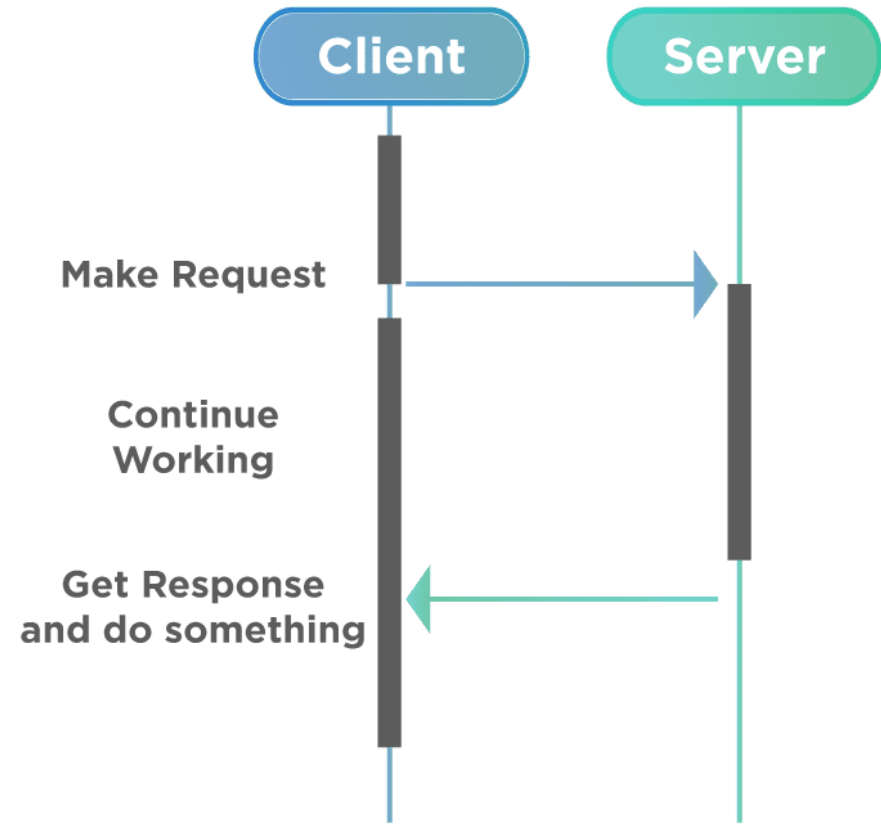 Client
Server
Make Request
Continue
Working
Get Response
and do something